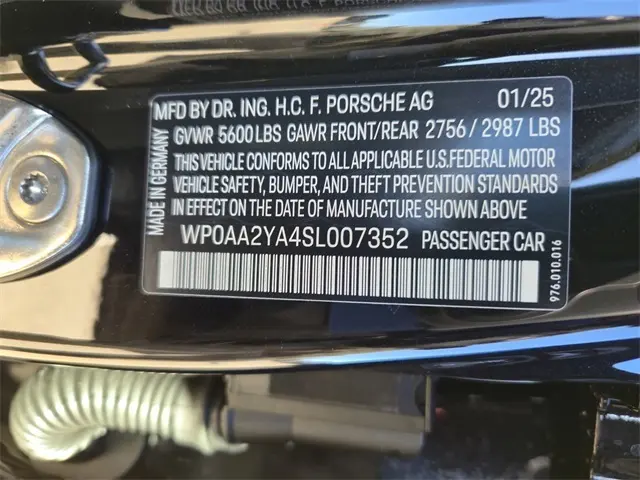 MFD BY DR. ING. H.C. F. PORSCHE AG 01/25
GVWR 5600 LBS GAWR FRONT/REAR 2756 / 2987 LBS
THIS VEHICLE CONFORMS TO ALL APPLICABLE U.S. FEDERAL MOTOR
VEHICLE SAFETY, BUMPER, AND THEFT PREVENTION STANDARDS
IN EFFECT ON THE DATE OF MANUFACTURE SHOWN ABOVE.
WP0AA2YA4SL007352 PASSENGER CAR
MADE IN GERMANY
976.010.016